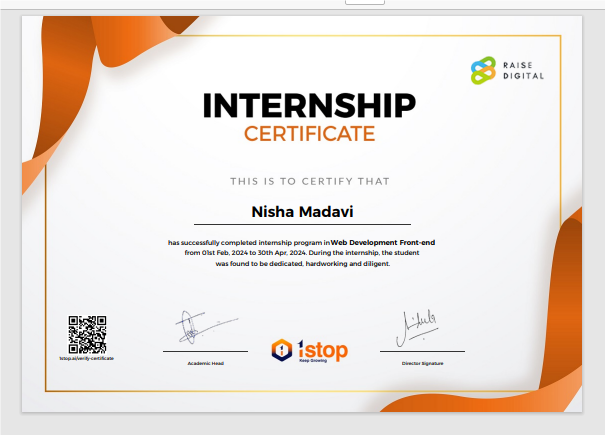 RAISE
DIGITAL
INTERNSHIP
CERTIFICATE
THIS IS TO CERTIFY THAT
Nisha Madavi
has successfully completed internship program in Web Development Front-end
from 01st Feb, 2024 to 30th Apr, 2024. During the internship, the student
was found to be dedicated, hardworking and diligent.
1stop.ai/verify-certificate
Academic Head
1stop
Keep Growing
Director Signature